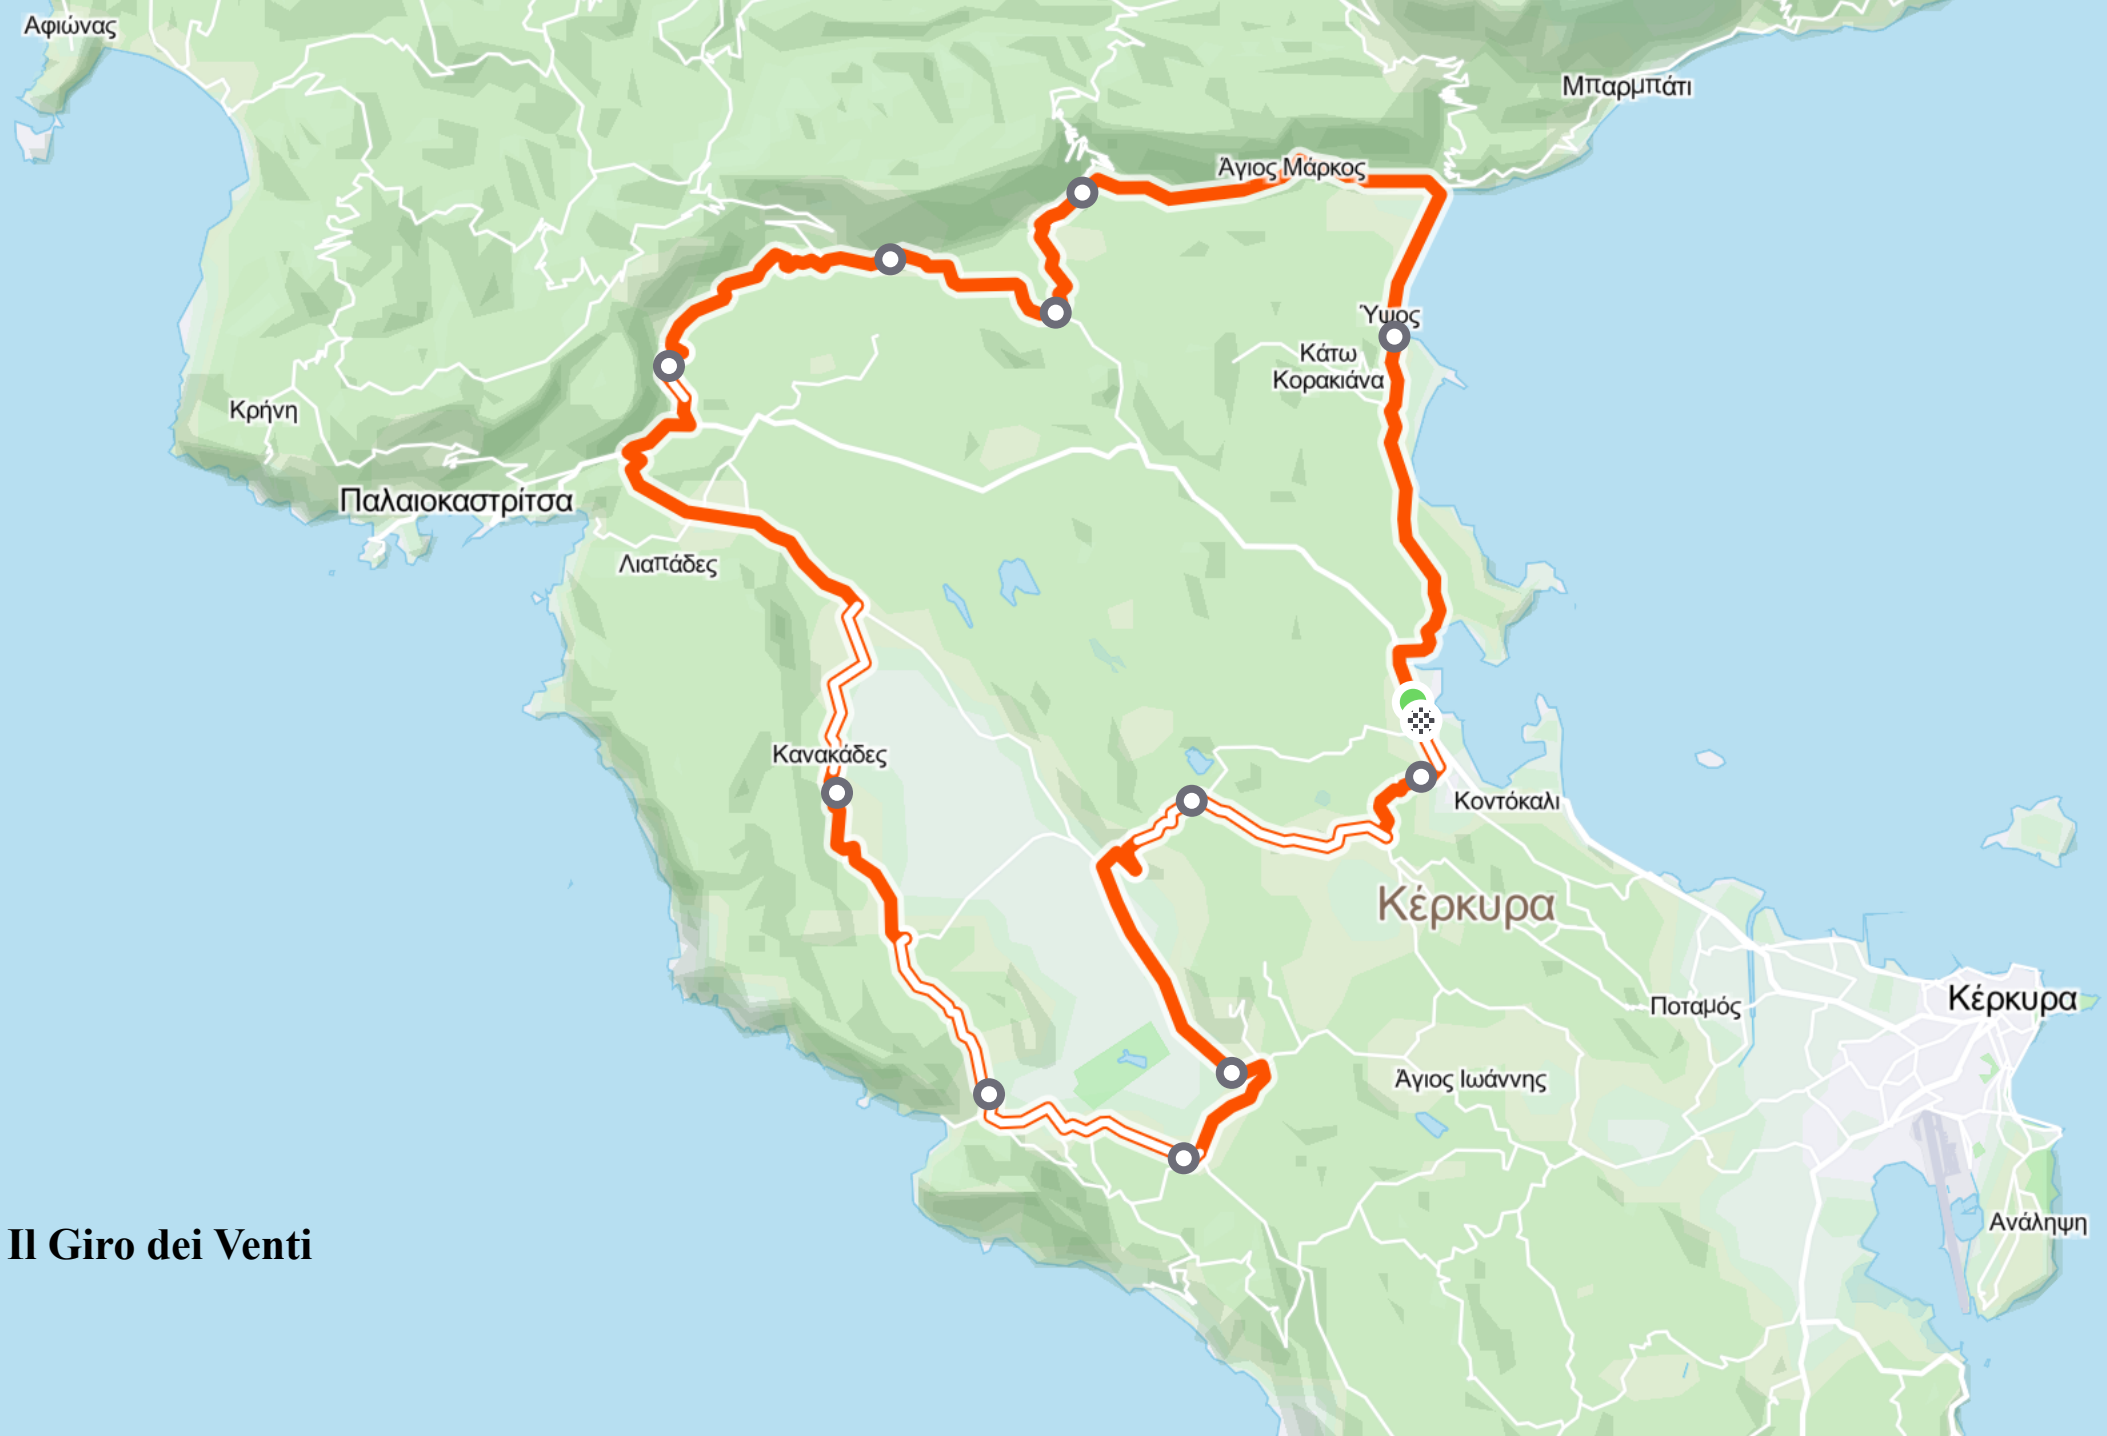 Αφιώνας
Μπαρμπάτι
Άγιος Μάρκος
Ύψος
Κάτω
Κορακιάνα
Κρήνη
Παλαιοκαστρίτσα
Λιαπάδες
Κανακάδες
Κοντόκαλι
Κέρκυρα
Ποταμός
Κέρκυρα
Άγιος Ιωάννης
Ανάληψη
Il Giro dei Venti